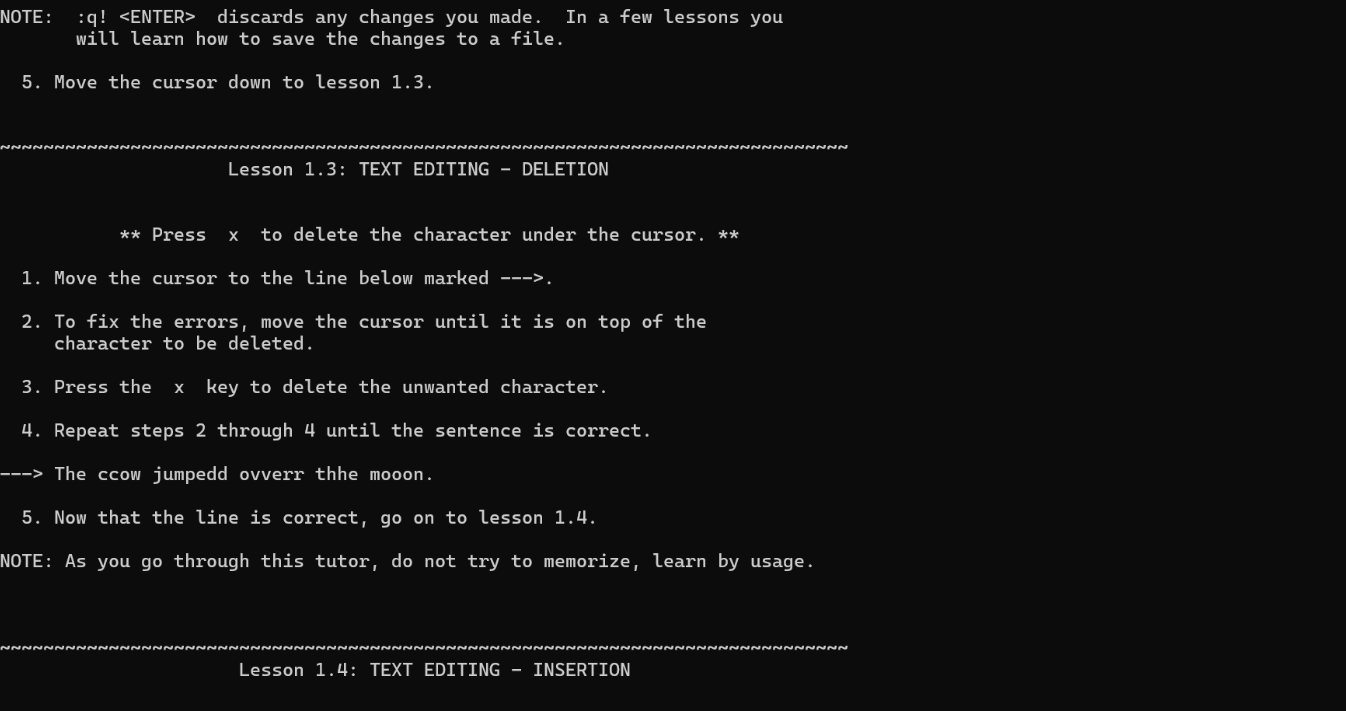 NOTE:  :q! <ENTER>  discards any changes you made.  In a few lessons you
       will learn how to save the changes to a file.
  5. Move the cursor down to lesson 1.3.
~~~~~~~~~~~~~~~~~~~~~~~~~~~~~~~~~~~~~~~~~~~~~~~~~~~~~~~~~~~~~~~~~~~~~~~~~~~~~~
                     Lesson 1.3: TEXT EDITING - DELETION
           ** Press  x  to delete the character under the cursor. **
  1. Move the cursor to the line below marked --->.
  2. To fix the errors, move the cursor until it is on top of the
     character to be deleted.
  3. Press the  x  key to delete the unwanted character.
  4. Repeat steps 2 through 4 until the sentence is correct.
---> The ccow jumpedd ovverr thhe mooon.
  5. Now that the line is correct, go on to lesson 1.4.
NOTE: As you go through this tutor, do not try to memorize, learn by usage.
~~~~~~~~~~~~~~~~~~~~~~~~~~~~~~~~~~~~~~~~~~~~~~~~~~~~~~~~~~~~~~~~~~~~~~~~~~~~~~
                      Lesson 1.4: TEXT EDITING - INSERTION